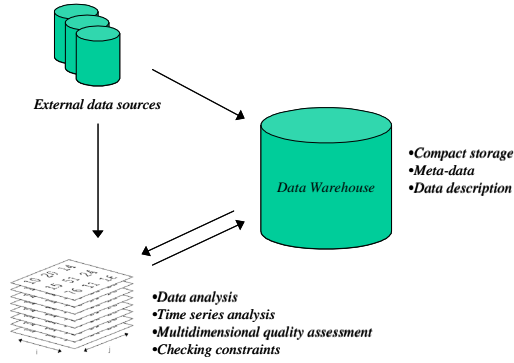 External data sources
Data Warehouse
•Compact storage
•Meta-data
•Data description
•Data analysis
•Time series analysis
•Multidimensional quality assessment
•Checking constraints